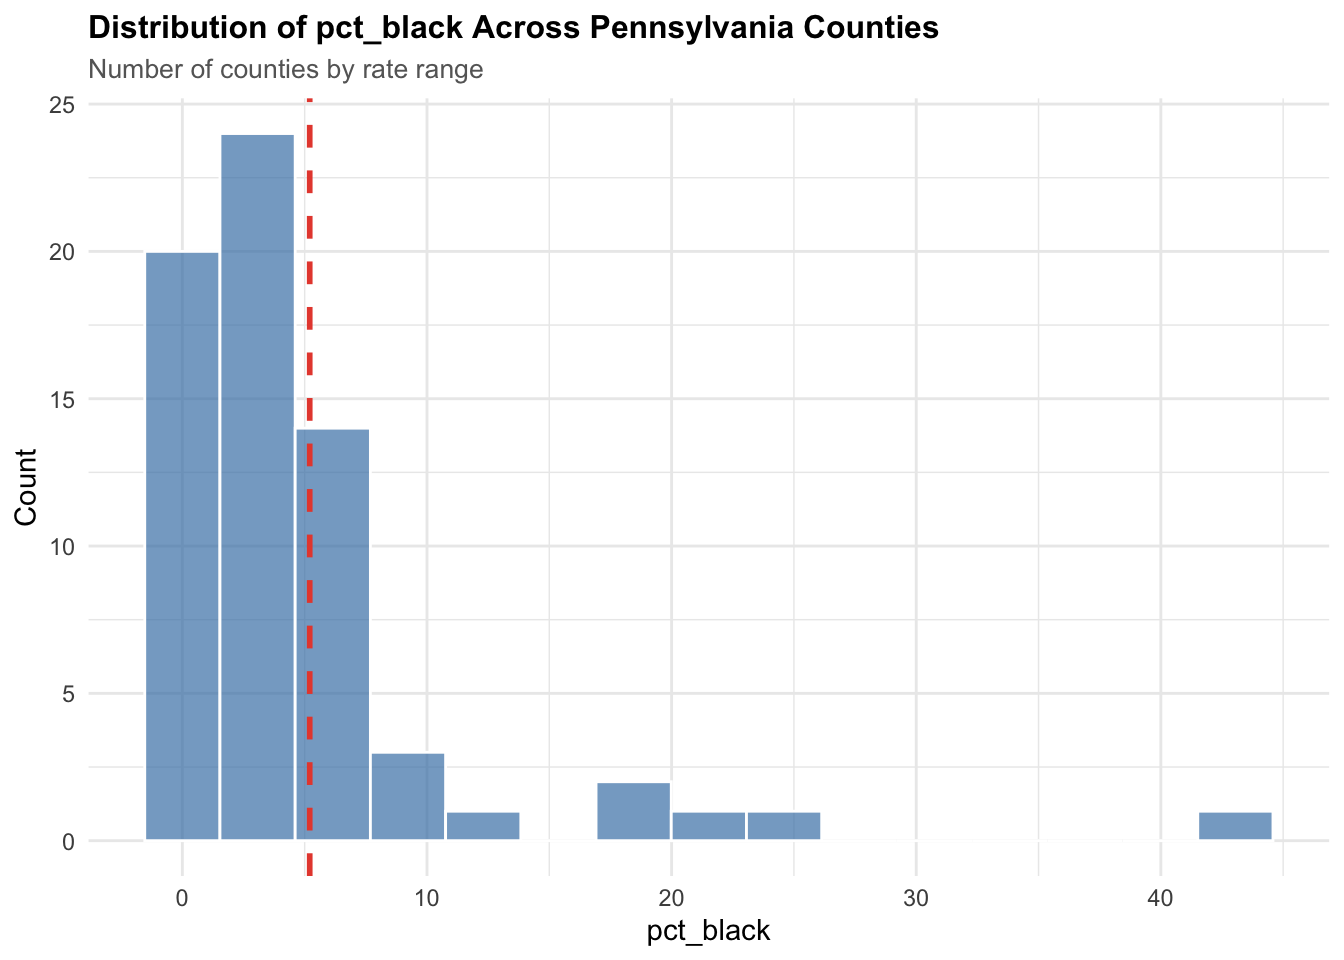 Distribution of pct_black Across Pennsylvania Counties
Number of counties by rate range
25
20
15
10
5
0
Count
0 10 20 30 40
pct_black